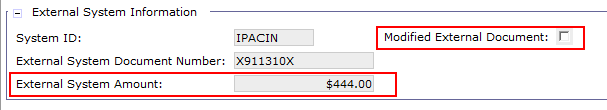 External System Information
System ID: IPACIN Modified External Document:
External System Document Number: X911310X
External System Amount: $444.00